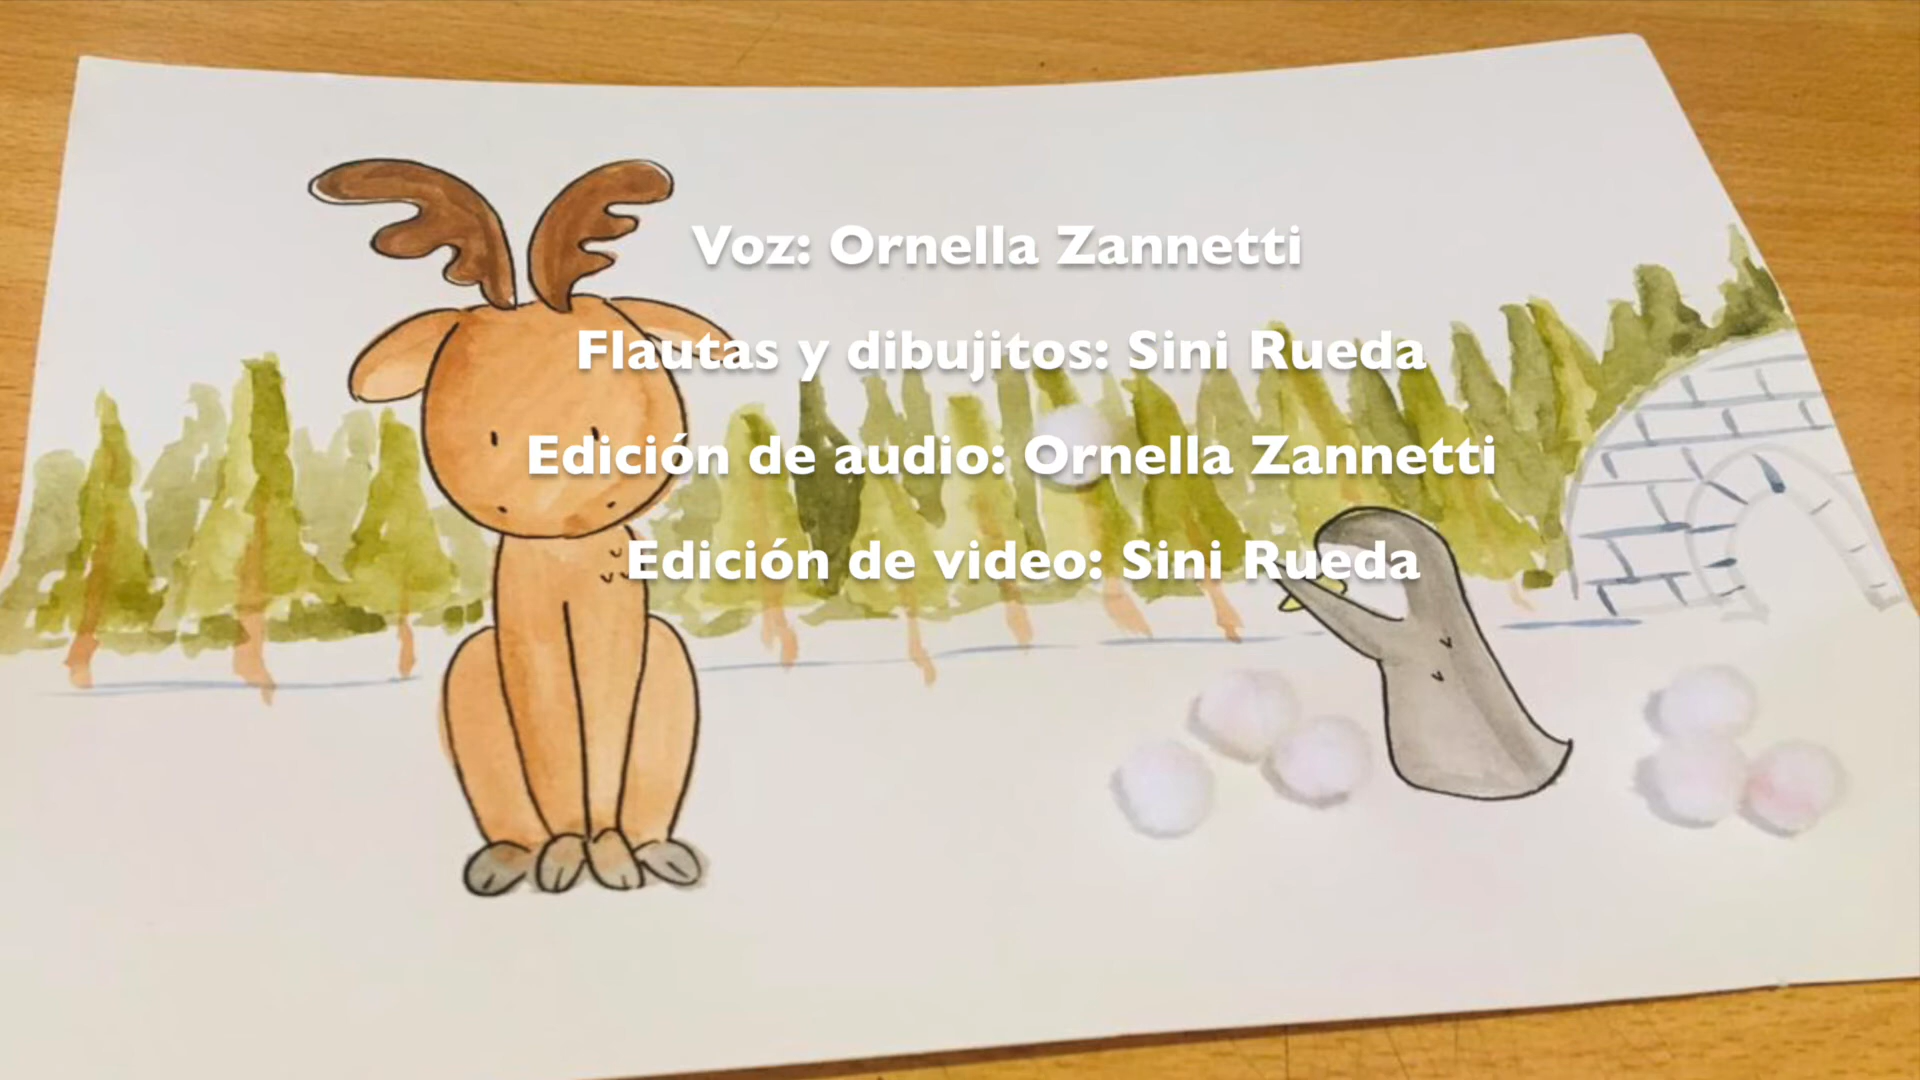 Voz: Ornella Zannetti
Flautas y dibujitos: Sini Rueda
Edición de audio: Ornella Zannetti
Edición de video: Sini Rueda